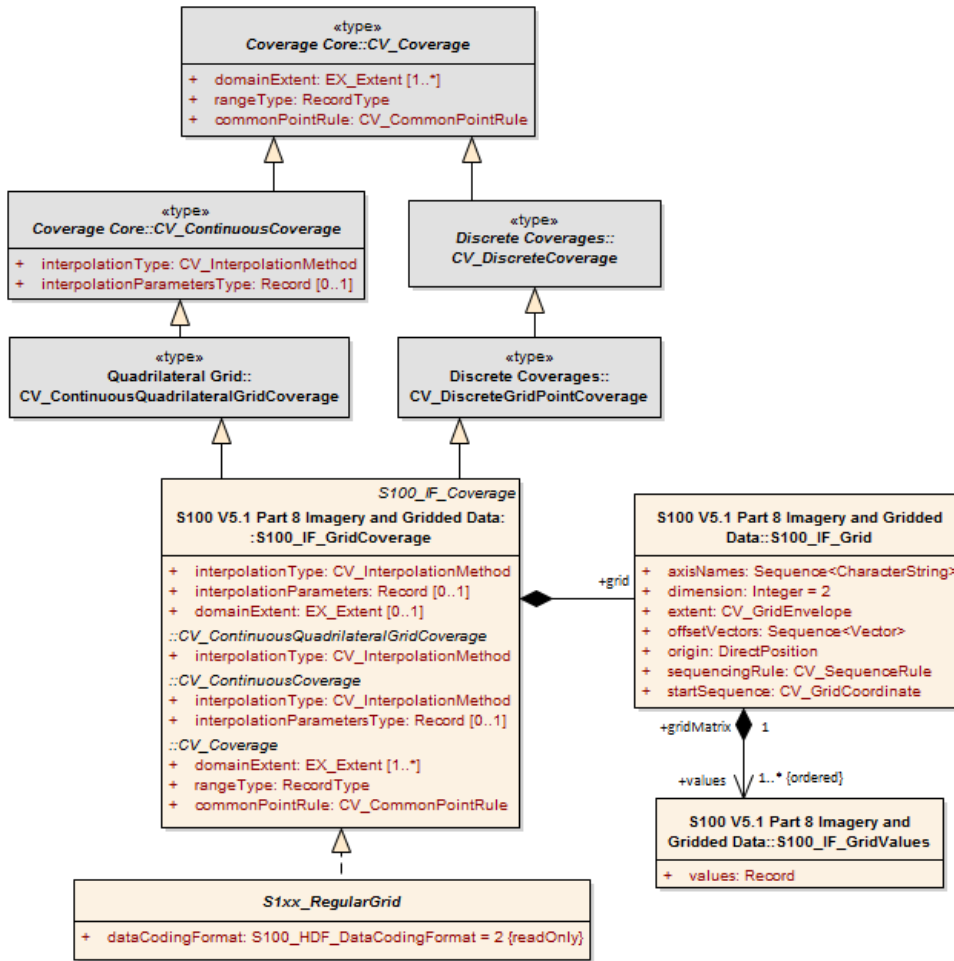 «type»
Coverage Core::CV_Coverage
+ domainExtent: EX_Extent [1..*]
+ rangeType: RecordType
+ commonPointRule: CV_CommonPointRule
«type»
Coverage Core::CV_ContinuousCoverage
+ interpolationType: CV_InterpolationMethod
+ interpolationParametersType: Record [0..1]
«type»
Discrete Coverages::
CV_DiscreteCoverage
«type»
Quadrilateral Grid::
CV_ContinuousQuadrilateralGridCoverage
«type»
Discrete Coverages::
CV_DiscreteGridPointCoverage
S100_IF_Coverage
S100 V5.1 Part 8 Imagery and Gridded Data:
:S100_IF_GridCoverage
+ interpolationType: CV_InterpolationMethod
+ interpolationParameters: Record [0..1]
+ domainExtent: EX_Extent [0..1]
::CV_ContinuousQuadrilateralGridCoverage
+ interpolationType: CV_InterpolationMethod
::CV_ContinuousCoverage
+ interpolationType: CV_InterpolationMethod
+ interpolationParametersType: Record [0..1]
::CV_Coverage
+ domainExtent: EX_Extent [1..*]
+ rangeType: RecordType
+ commonPointRule: CV_CommonPointRule
+grid
S100 V5.1 Part 8 Imagery and Gridded
Data::S100_IF_Grid
+ axisNames: Sequence<CharacterString>
+ dimension: Integer = 2
+ extent: CV_GridEnvelope
+ offsetVectors: Sequence<Vector>
+ origin: DirectPosition
+ sequencingRule: CV_SequenceRule
+ startSequence: CV_GridCoordinate
+gridMatrix 1
+values 1..* {ordered}
S100 V5.1 Part 8 Imagery and
Gridded Data::S100_IF_GridValues
+ values: Record
S1xx_RegularGrid
+ dataCodingFormat: S100_HDF_DataCodingFormat = 2 {readOnly}